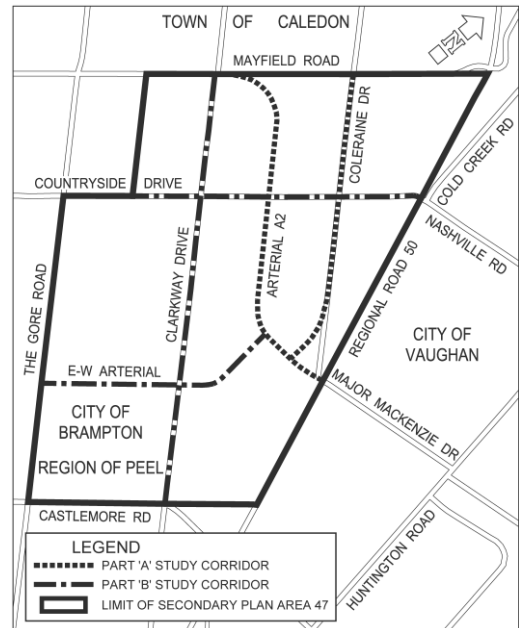 TOWN OF CALEDON
N
MAYFIELD ROAD
COLERAINE DR
COLD CREEK RD
COUNTRYSIDE DRIVE
NASHVILLE RD
CLARKWAY DRIVE
ARTERIAL A2
REGIONAL ROAD 50
THE GORE ROAD
CITY OF
VAUGHAN
E-W ARTERIAL
MAJOR MACKENZIE DR
CITY OF
BRAMPTON
REGION OF PEEL
CASTLEMORE RD
HUNTINGTON ROAD
LEGEND
PART 'A' STUDY CORRIDOR
PART 'B' STUDY CORRIDOR
LIMIT OF SECONDARY PLAN AREA 47